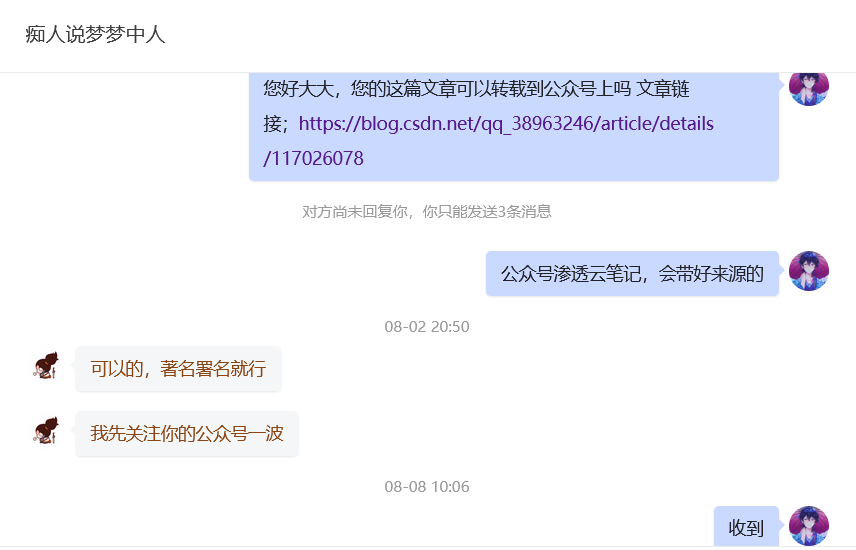 痴人说梦梦中人
您好大大，您的这篇文章可以转载到公众号上吗 文章链
接；https://blog.csdn.net/qq_38963246/article/details
/117026078
对方尚未回复你，你只能发送3条消息
公众号渗透云笔记，会带好来源的
08-02 20:50
可以的，著名署名就行
我先关注你的公众号一波
08-08 10:06
收到